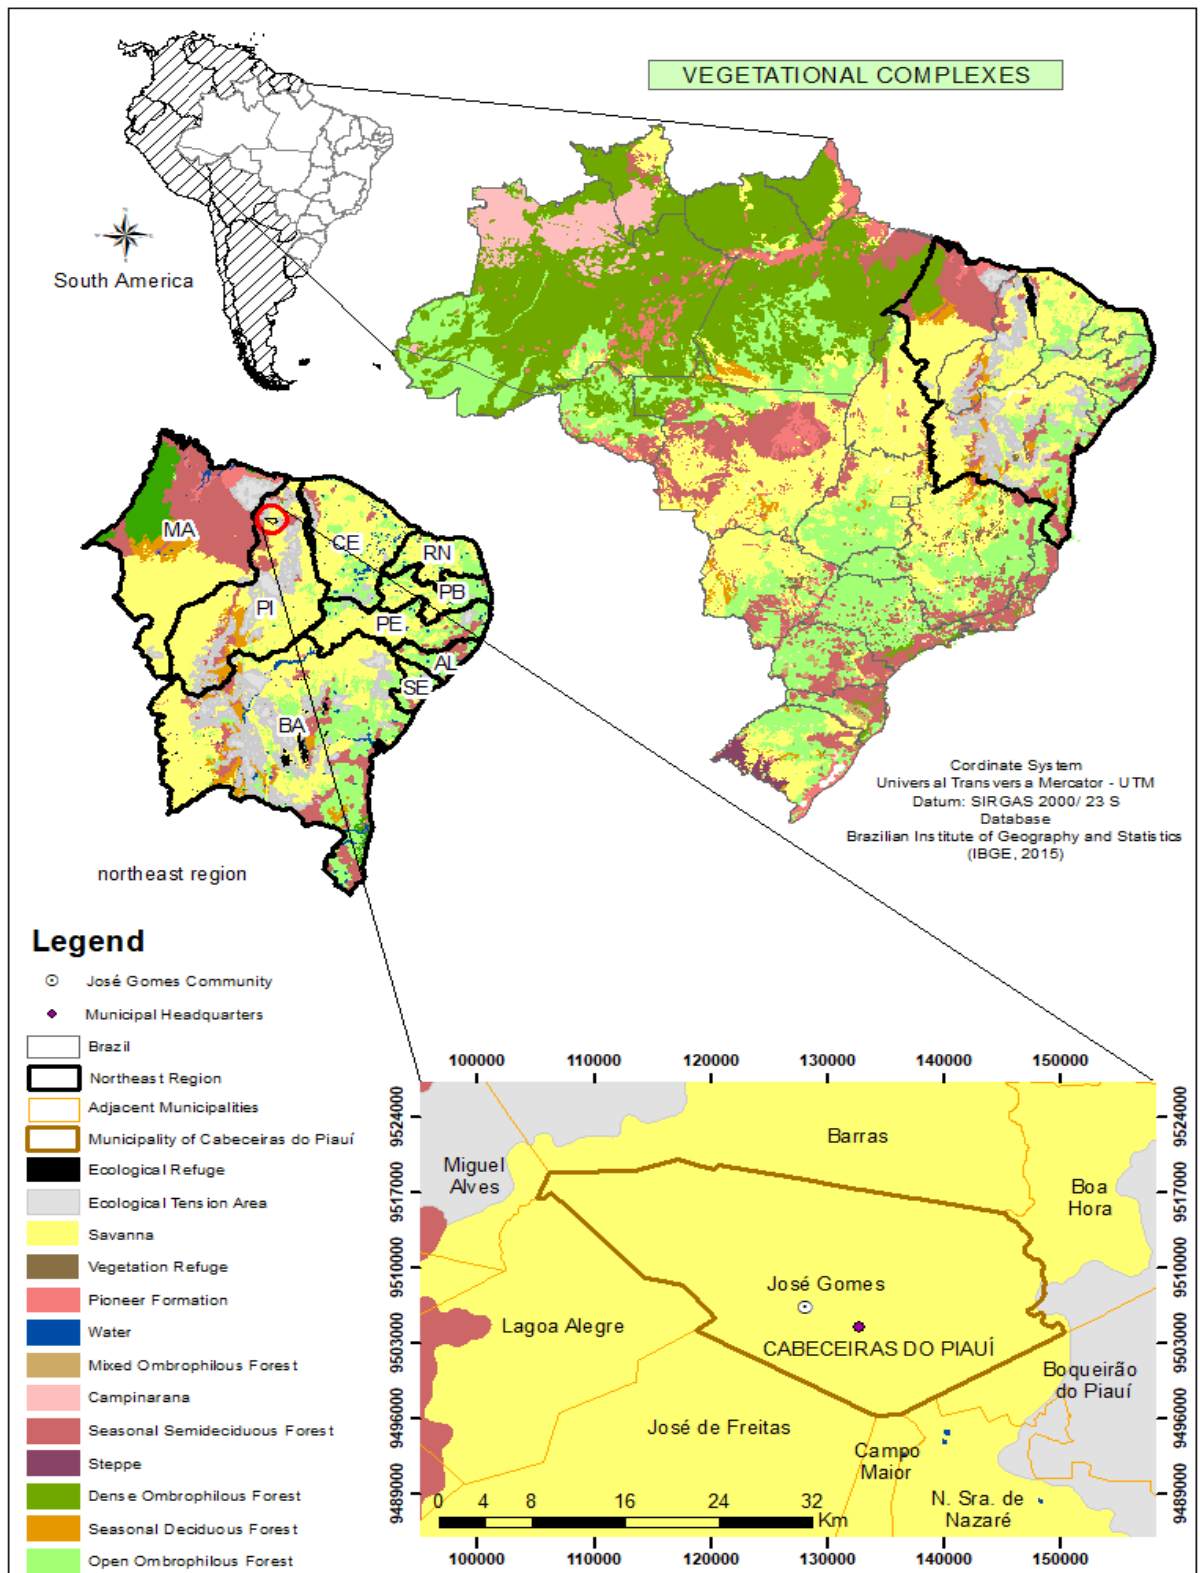 VEGETATIONAL COMPLEXES
South America
MA
CE
RN
PB
PI
PE
AL
SE
BA
northeast region
Cordinate System
Universal Transversa Mercator - UTM
Datum: SIRGAS 2000/ 23 S
Database
Brazilian Institute of Geography and Statistics
(IBGE, 2015)
Legend
José Gomes Community
Municipal Headquarters
Brazil
Northeast Region
Adjacent Municipalities
Municipality of Cabeceiras do Piauí
Ecological Refuge
Ecological Tension Area
Savanna
Vegetation Refuge
Pioneer Formation
Water
Mixed Ombrophilous Forest
Campinarana
Seasonal Semideciduous Forest
Steppe
Dense Ombrophilous Forest
Seasonal Deciduous Forest
Open Ombrophilous Forest
100000 110000 120000 130000 140000 150000
9524000
9517000
9510000
9503000
9496000
9489000
Barras
Miguel
Alves
Boa
Hora
José Gomes
Lagoa Alegre
CABECEIRAS DO PIAUÍ
Boqueirão
do Piauí
José de Freitas
Campo
Maior
N. Sra. de
Nazaré
0 4 8 16 24 32
Km
9524000
9517000
9510000
9503000
9496000
9489000
100000 110000 120000 130000 140000 150000